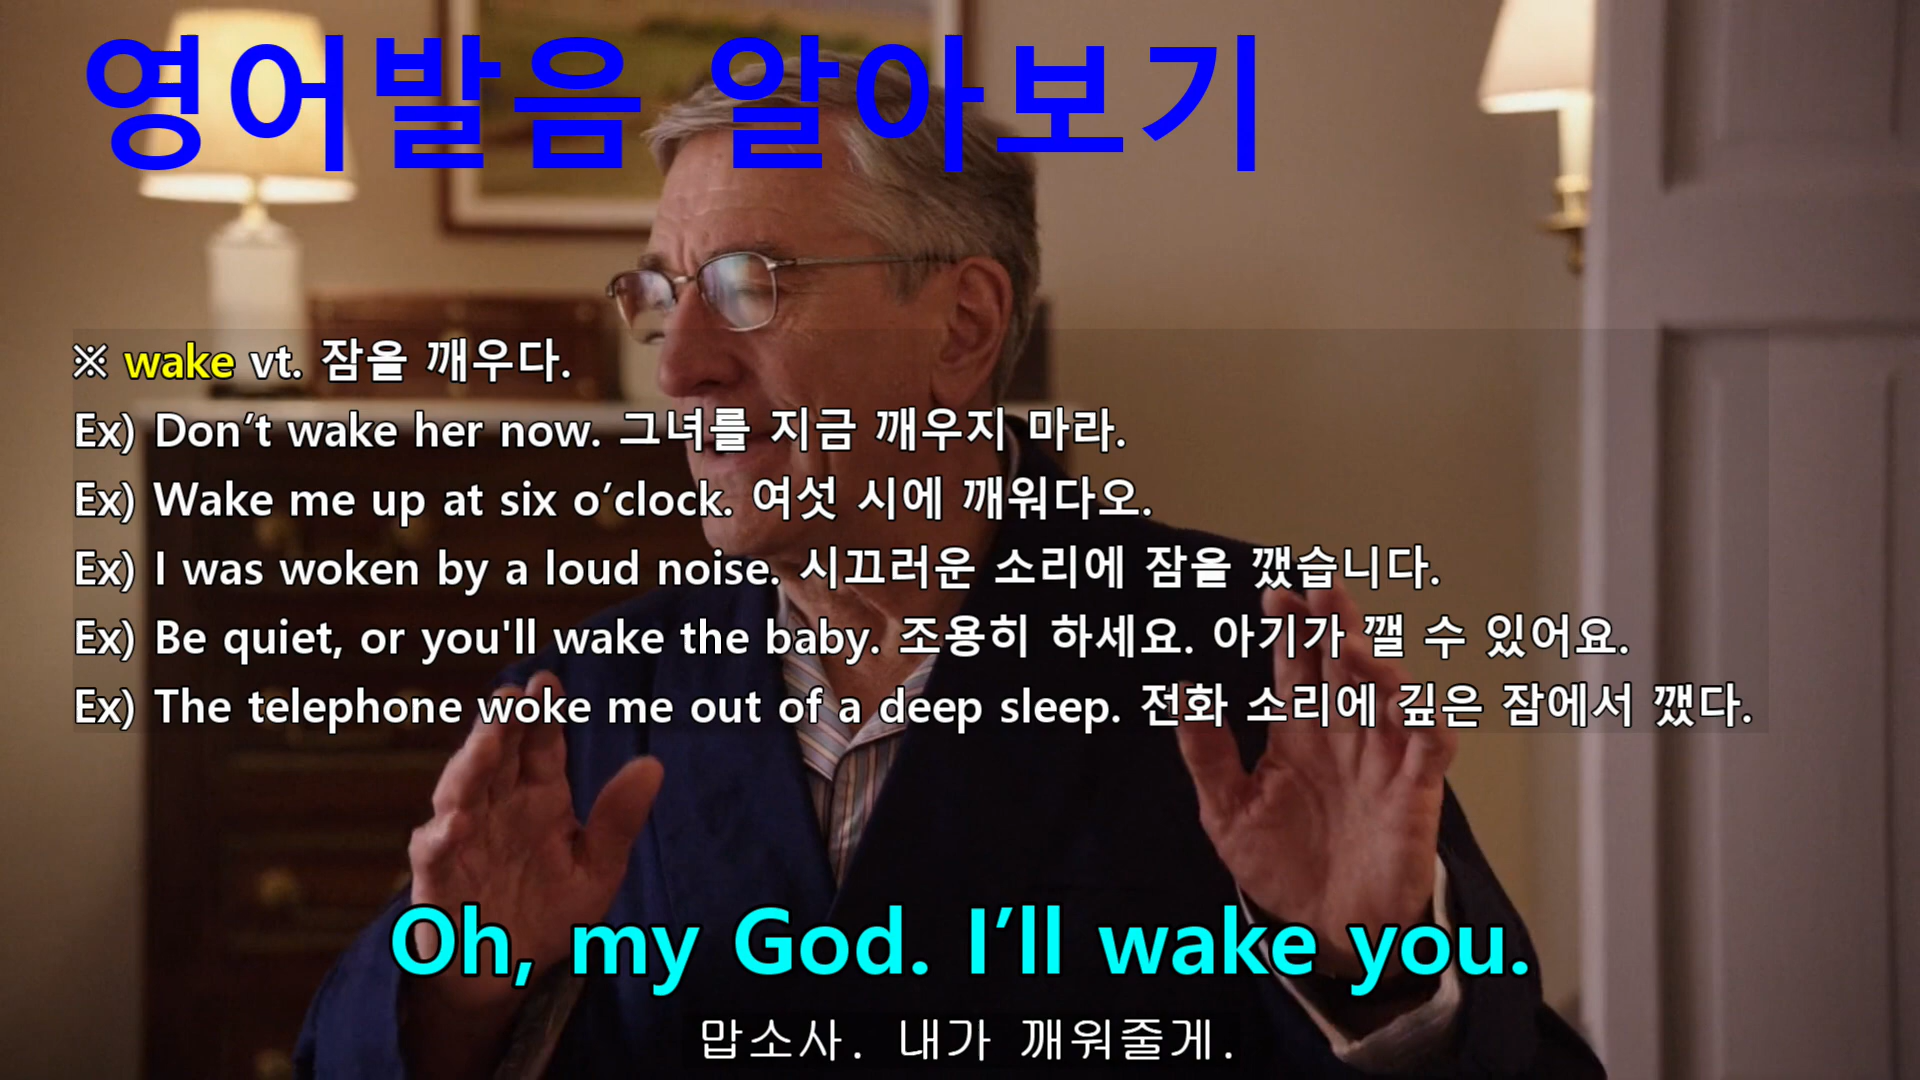 영어발음 알아보기
※ wake vt. 잠을 깨우다.
Ex) Don’t wake her now. 그녀를 지금 깨우지 마라.
Ex) Wake me up at six o’clock. 여섯 시에 깨워다오.
Ex) I was woken by a loud noise. 시끄러운 소리에 잠을 깼습니다.
Ex) Be quiet, or you'll wake the baby. 조용히 하세요. 아기가 깰 수 있어요.
Ex) The telephone woke me out of a deep sleep. 전화 소리에 깊은 잠에서 깼다.
Oh, my God. I’ll wake you.
맙소사. 내가 깨워줄게.